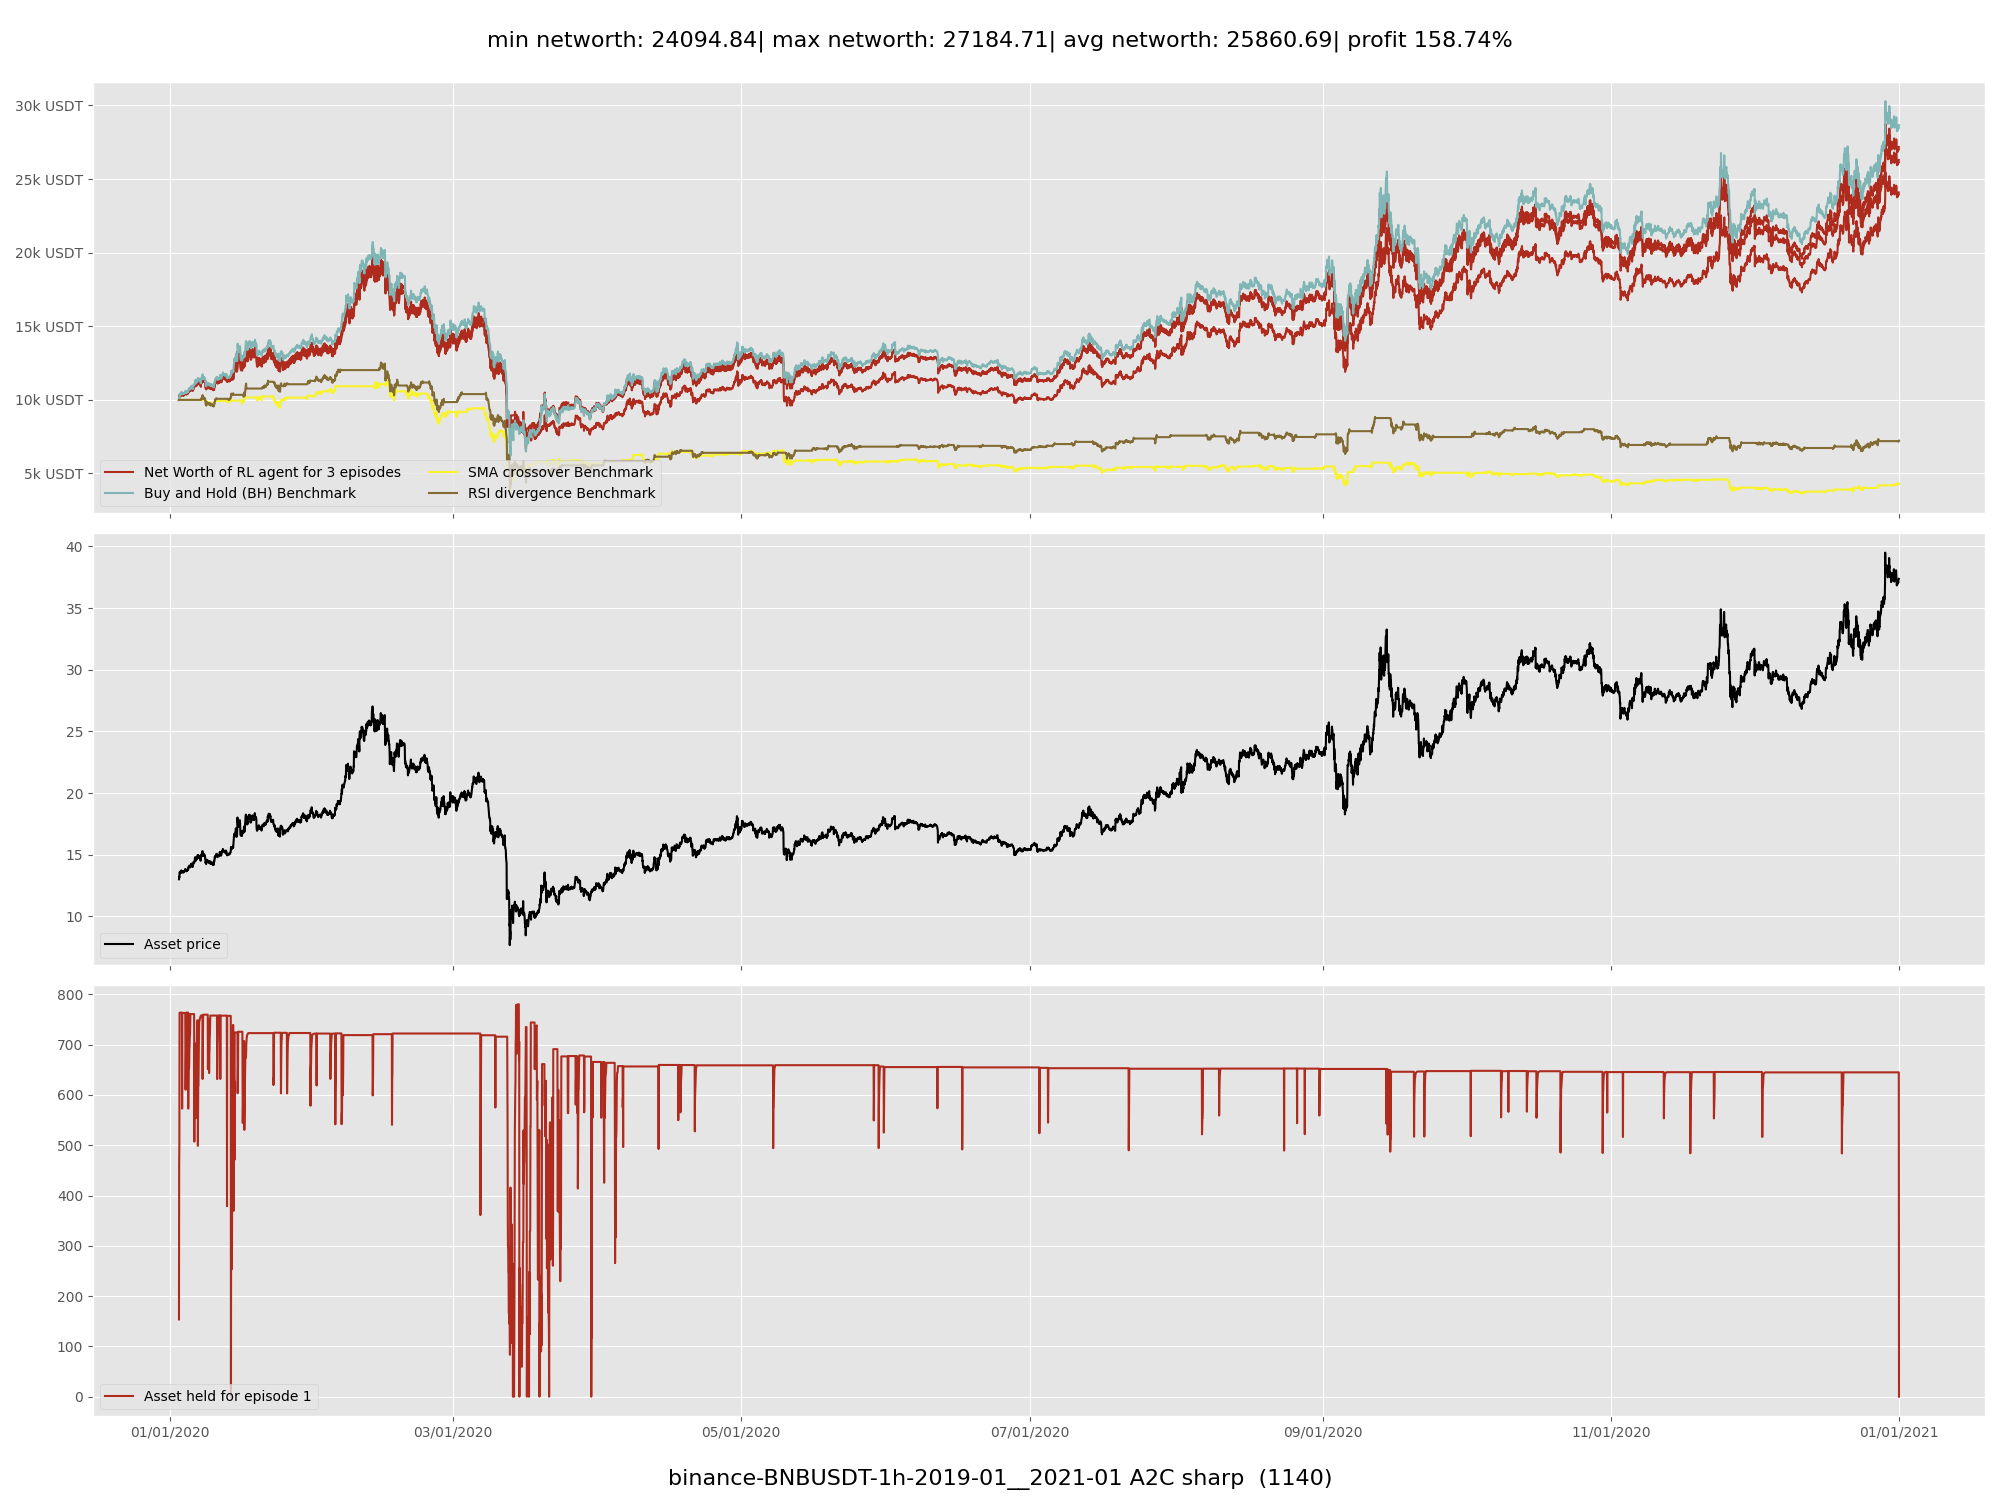 min networth: 24094.84| max networth: 27184.71| avg networth: 25860.69| profit 158.74%
30k USDT
25k USDT
20k USDT
15k USDT
10k USDT
5k USDT
Net Worth of RL agent for 3 episodes
Buy and Hold (BH) Benchmark
SMA crossover Benchmark
RSI divergence Benchmark
40
35
30
25
20
15
10
Asset price
800
700
600
500
400
300
200
100
0
Asset held for episode 1
01/01/2020 03/01/2020 05/01/2020 07/01/2020 09/01/2020 11/01/2020 01/01/2021
binance-BNBUSDT-1h-2019-01__2021-01 A2C sharp  (1140)